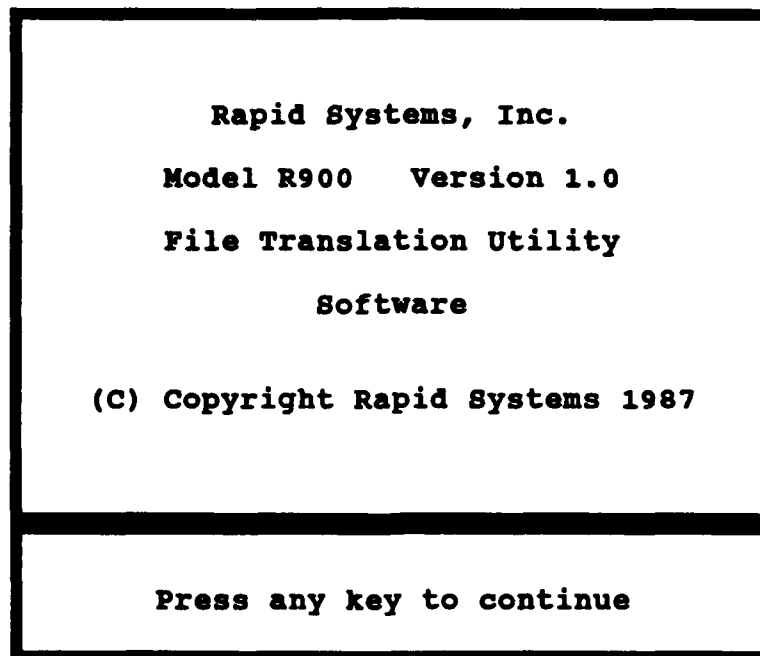 Rapid Systems, Inc.
Model R900   Version 1.0
File Translation Utility
Software
(C) Copyright Rapid Systems 1987
Press any key to continue